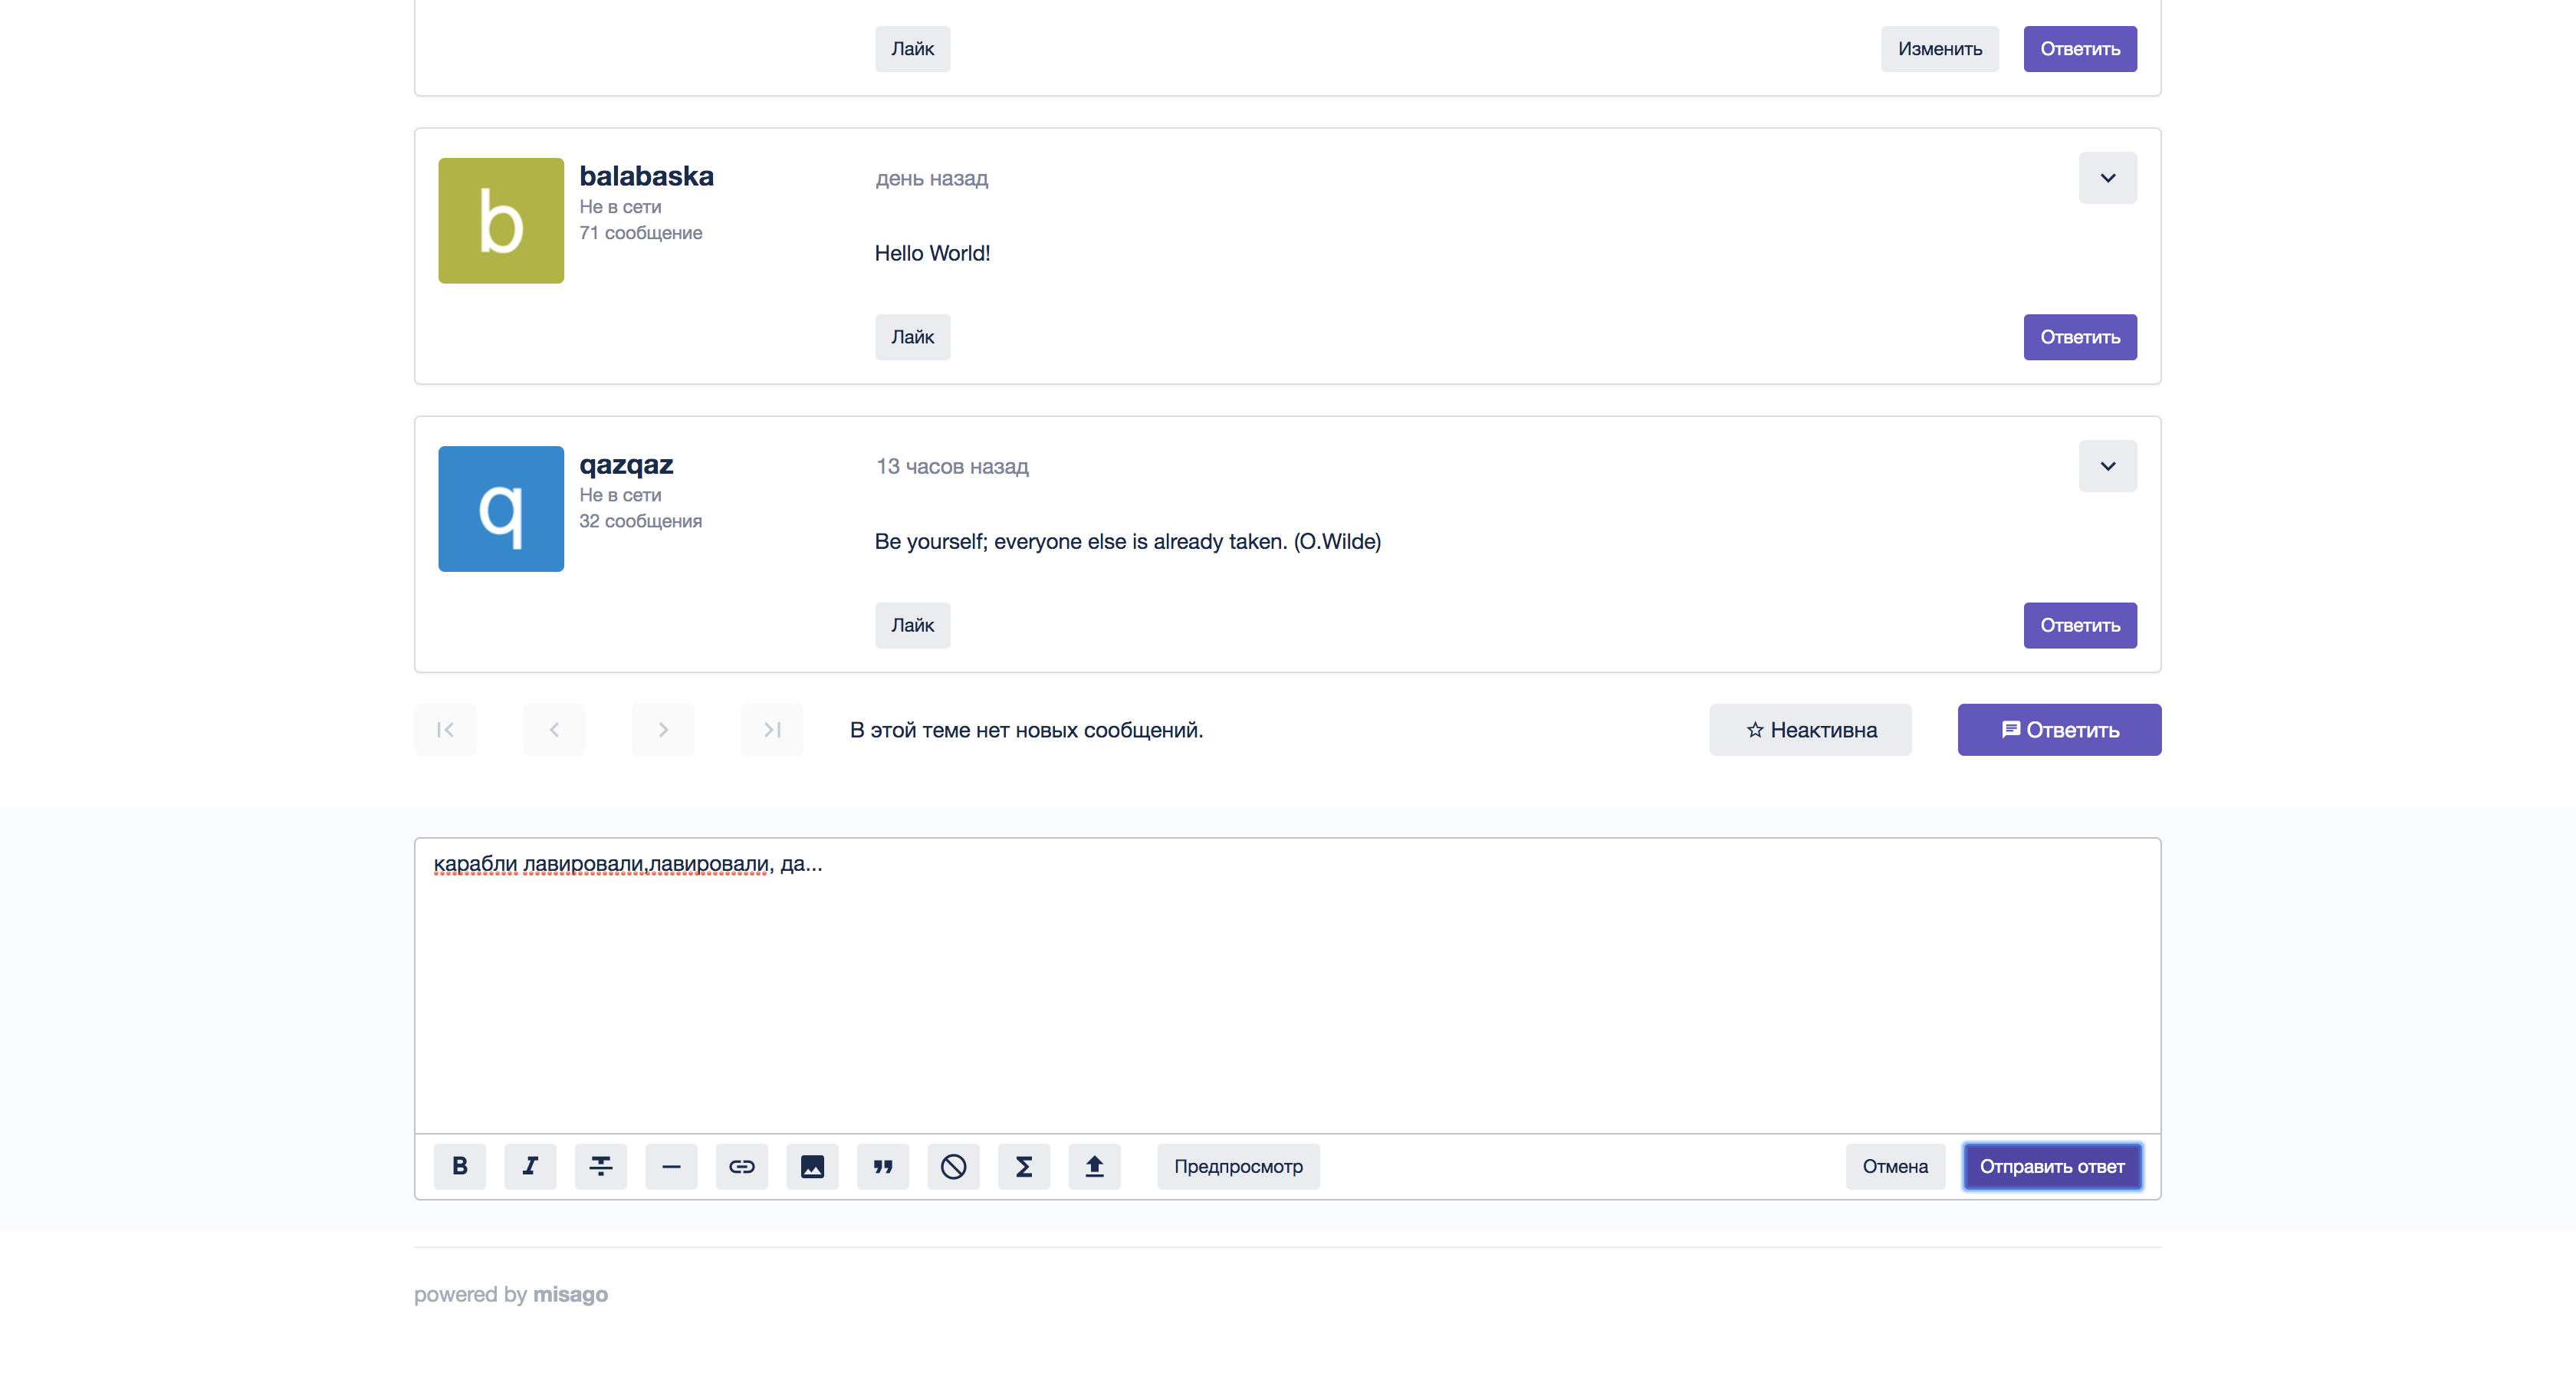 Лайк
Изменить
Ответить
b
balabaska
Не в сети
71 сообщение
день назад
Hello World!
Лайк
Ответить
q
qazqaz
Не в сети
32 сообщения
13 часов назад
Be yourself; everyone else is already taken. (O.Wilde)
Лайк
Ответить
В этой теме нет новых сообщений.
Неактивна
Ответить
карабли лавировали,лавировали, да...
B I
Предпросмотр
Отмена
Отправить ответ
powered by misago